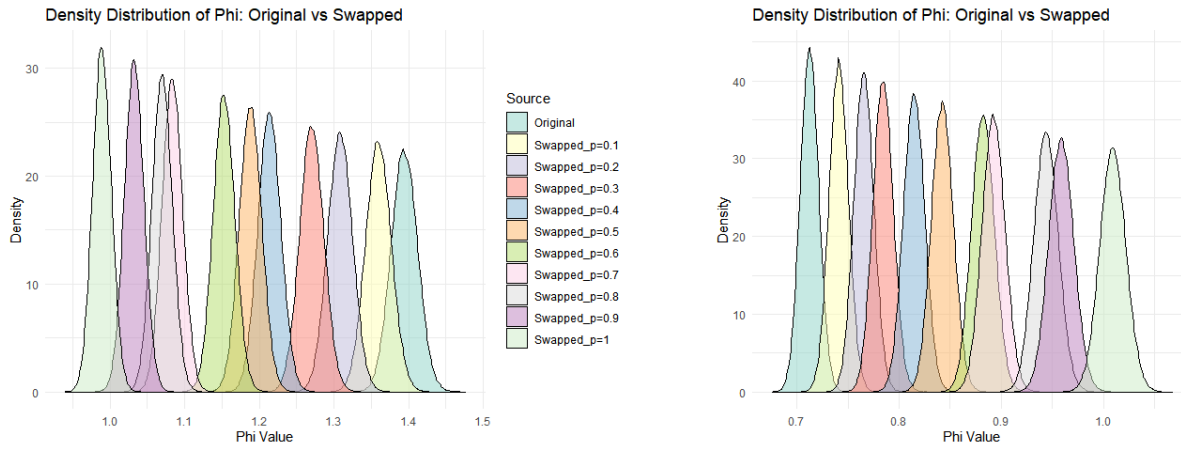 Density Distribution of Phi: Original vs Swapped
30
20
10
0
Density
1.0 1.1 1.2 1.3 1.4 1.5
Phi Value
Source
Original
Swapped_p=0.1
Swapped_p=0.2
Swapped_p=0.3
Swapped_p=0.4
Swapped_p=0.5
Swapped_p=0.6
Swapped_p=0.7
Swapped_p=0.8
Swapped_p=0.9
Swapped_p=1
Density Distribution of Phi: Original vs Swapped
40
30
20
10
0
Density
0.7 0.8 0.9 1.0
Phi Value